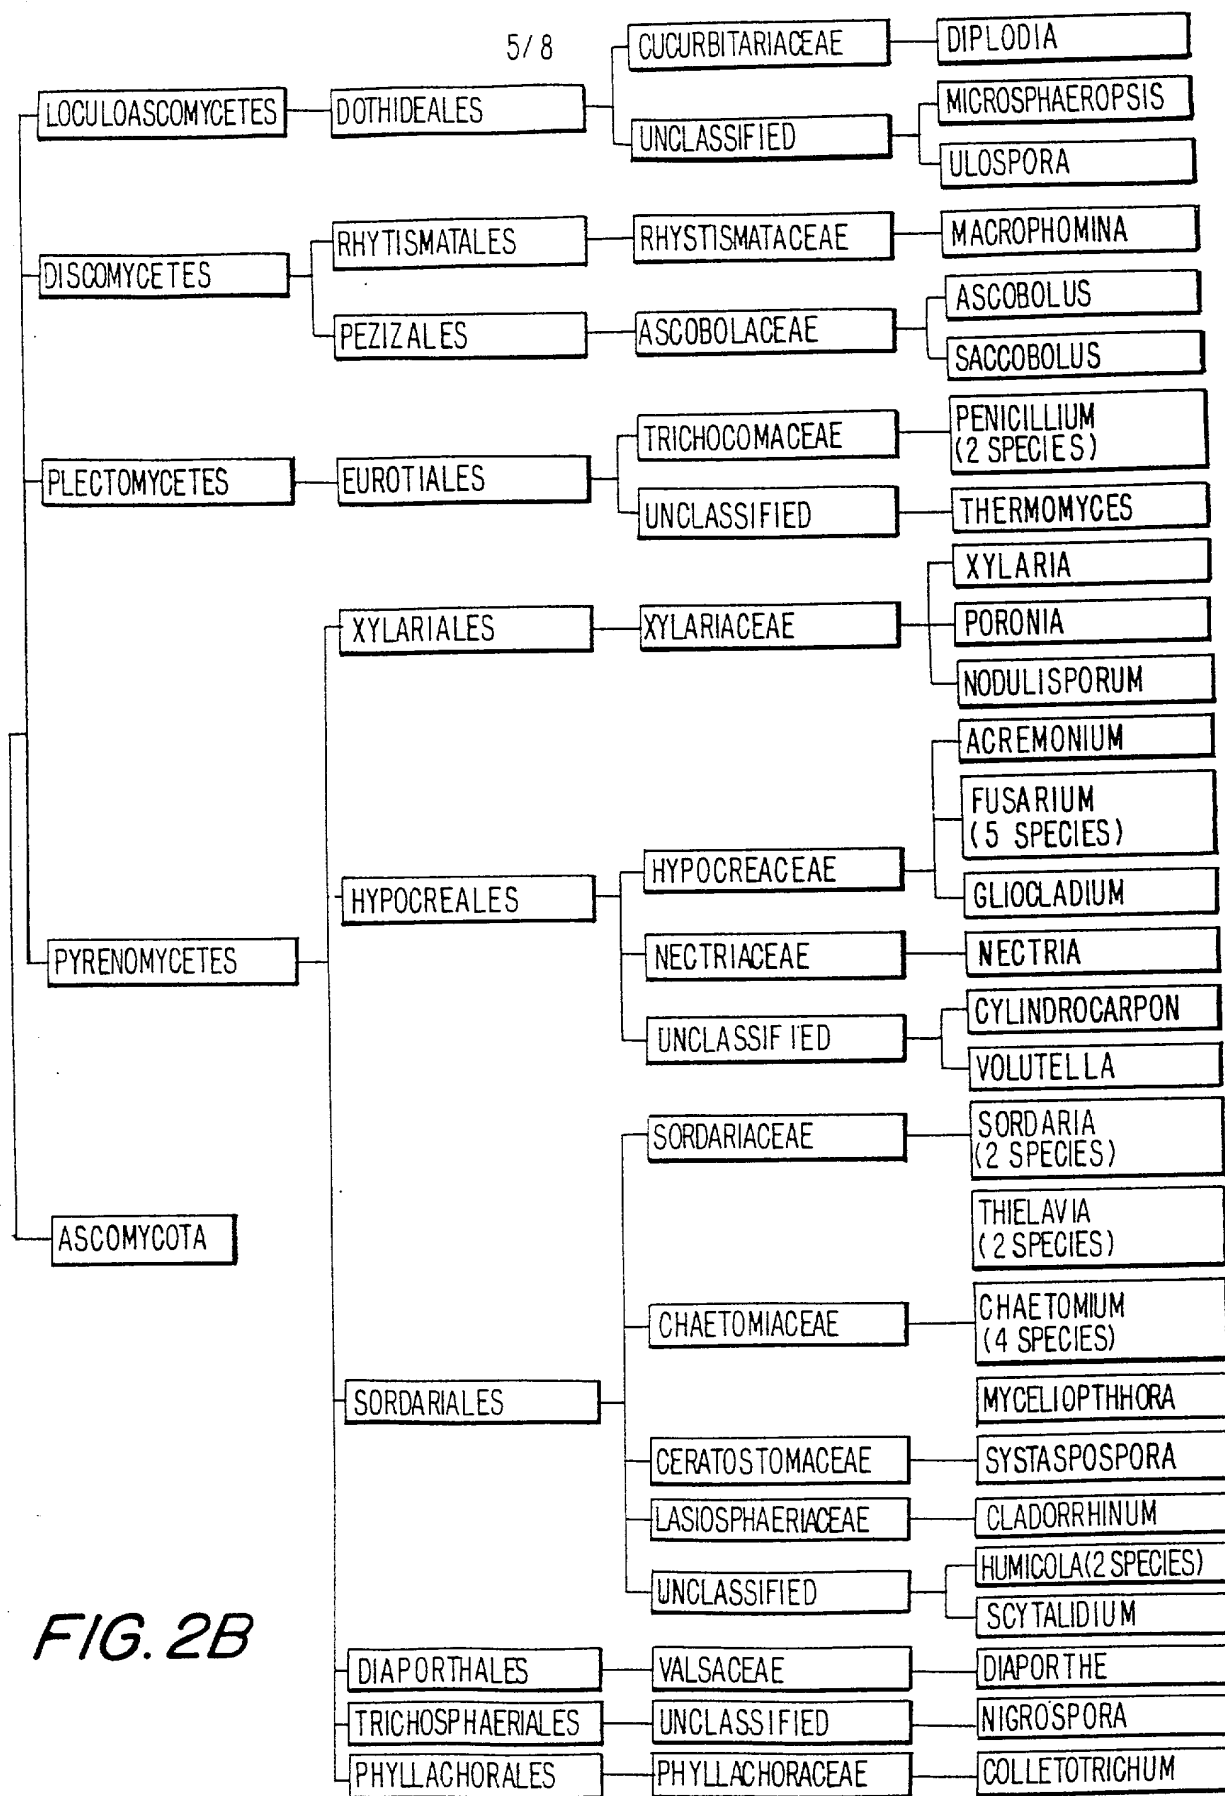 5/8
CUCURBITARIACEAE
DIPLODIA
LOCULOASCOMYCETES
DOTHIDEALES
MICROSPHAEROPSIS
UNCLASSIFIED
ULOSPORA
RHYTISMATALES
RHYSTISMATACEAE
MACROPHOMINA
DISCOMYCETES
ASCOBOLUS
PEZIZALES
ASCOBOLACEAE
SACCOBOLUS
TRICHOCOMACEAE
PENICILLIUM
(2 SPECIES)
PLECTOMYCETES
EUROTIALES
UNCLASSIFIED
THERMOMYCES
XYLARIA
XYLARIALES
XYLARIACEAE
PORONIA
NODULISPORUM
ACREMONIUM
FUSARIUM
(5 SPECIES)
HYPOCREACEAE
HYPOCREALES
GLIOCLADIUM
PYRENOMYCETES
NECTRIACEAE
NECTRIA
CYLINDROCARPON
UNCLASSIFIED
VOLUTELLA
SORDARIACEAE
SORDARIA
(2 SPECIES)
THIELAVIA
(2 SPECIES)
ASCOMYCOTA
CHAETOMIACEAE
CHAETOMIUM
(4 SPECIES)
SORDARIALES
MYCELIOPTHHORA
CERATOSTOMACEAE
SYSTASPOSPORA
LASIOSPHAERIACEAE
CLADORRHINUM
HUMICOLA(2 SPECIES)
UNCLASSIFIED
SCYTALIDIUM
FIG. 2B
DIAPORTHALES
VALSACEAE
DIAPORTHE
TRICHOSPHAERIALES
UNCLASSIFIED
NIGROSPORA
PHYLLACHORALES
PHYLLACHORACEAE
COLLETOTRICHUM